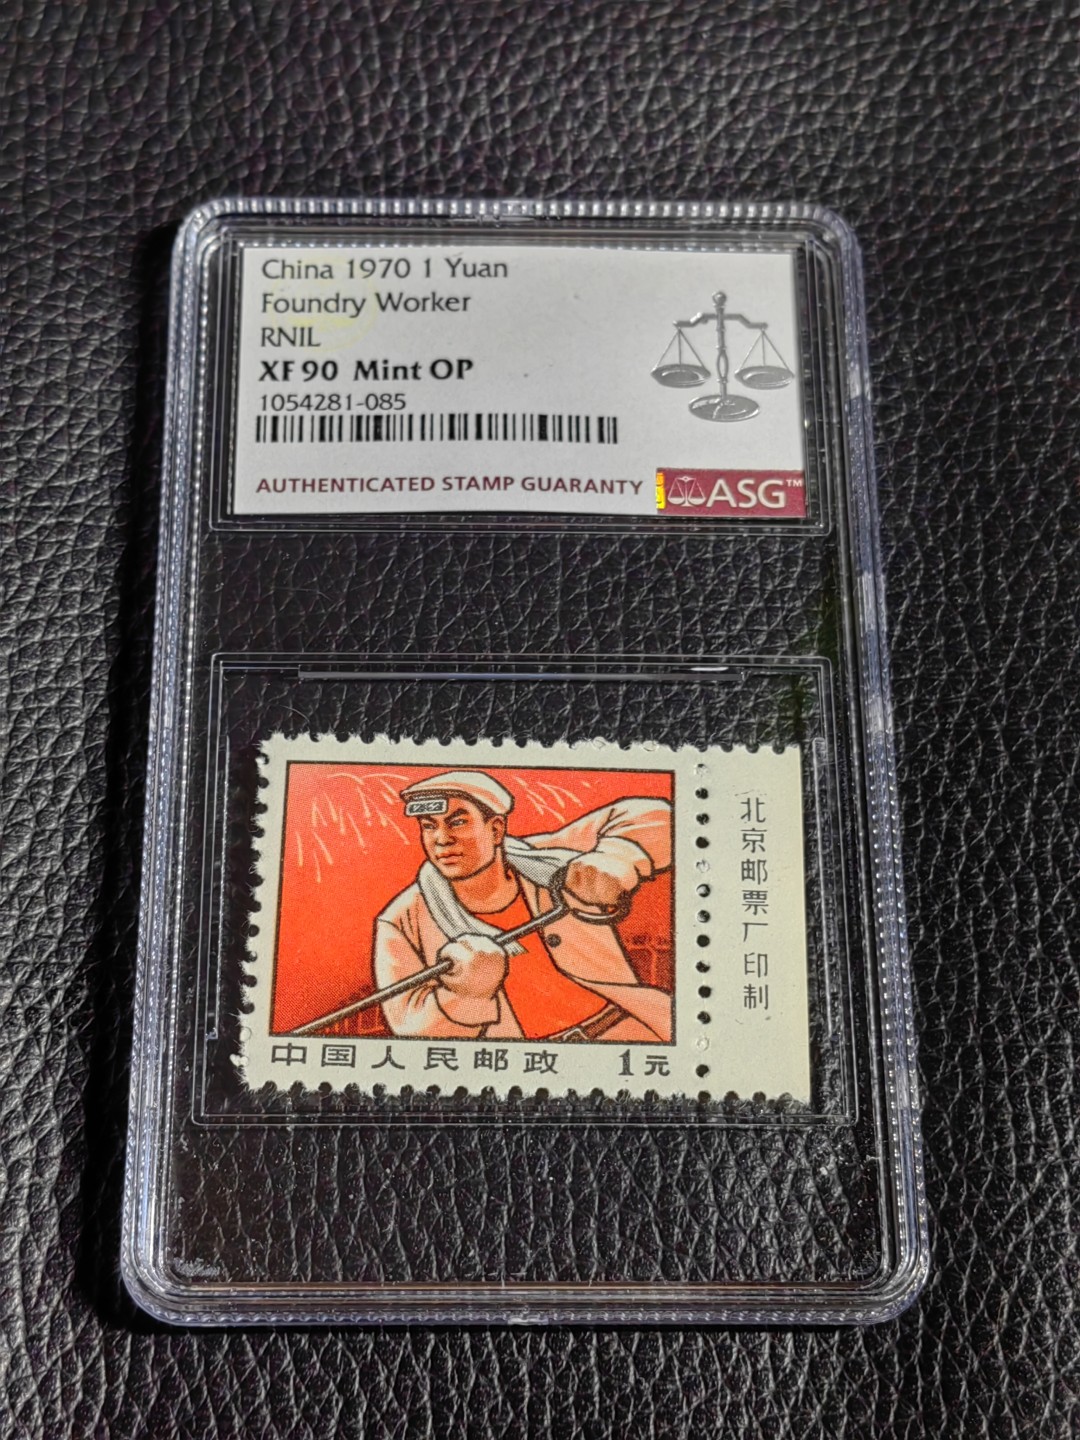 China 1970 1 Yuan
Foundry Worker
RNIL
XF 90 Mint OP
1054281-085
AUTHENTICATED STAMP GUARANTY
ASG™
北京邮票厂印制
中国人民邮政 1元